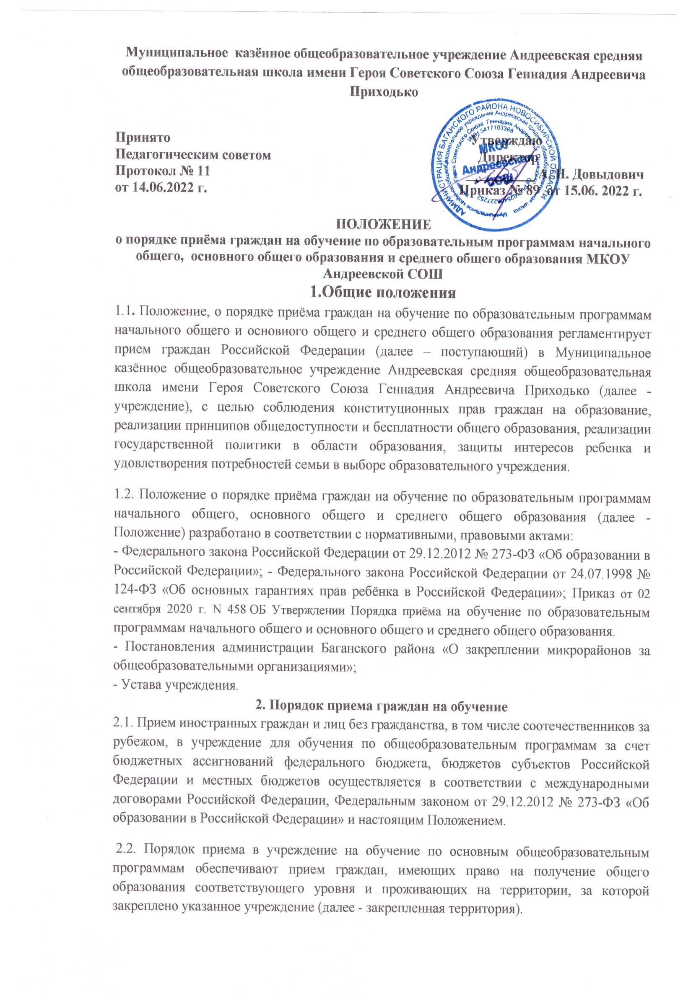 Муниципальное казённое общеобразовательное учреждение Андреевская средняя
общеобразовательная школа имени Героя Советского Союза Геннадия Андреевича
Приходько
Принято
Педагогическим советом
Протокол № 11
от 14.06.2022 г.
Утверждаю
Директор
А. Н. Довыдович
Приказ № 89 от 15.06. 2022 г.
АДМИНИСТРАЦИЯ БАГАНСКОГО РАЙОНА НОВОСИБИРСКОЙ ОБЛАСТИ
Муниципальное казённое общеобразовательное учреждение Андреевская средняя общеобразовательная школа
имени Героя Советского Союза Геннадия Андреевича Приходько
ИНН 5417103368
МКОУ
Андреевская
СОШ
ПОЛОЖЕНИЕ
о порядке приёма граждан на обучение по образовательным программам начального
общего, основного общего образования и среднего общего образования МКОУ
Андреевской СОШ
1.Общие положения
1.1. Положение, о порядке приёма граждан на обучение по образовательным программам
начального общего и основного общего и среднего общего образования регламентирует
прием граждан Российской Федерации (далее – поступающий) в Муниципальное
казённое общеобразовательное учреждение Андреевская средняя общеобразовательная
школа имени Героя Советского Союза Геннадия Андреевича Приходько (далее -
учреждение), с целью соблюдения конституционных прав граждан на образование,
реализации принципов общедоступности и бесплатности общего образования, реализации
государственной политики в области образования, защиты интересов ребенка и
удовлетворения потребностей семьи в выборе образовательного учреждения.
1.2. Положение о порядке приёма граждан на обучение по образовательным программам
начального общего, основного общего и среднего общего образования (далее -
Положение) разработано в соответствии с нормативными, правовыми актами:
- Федерального закона Российской Федерации от 29.12.2012 № 273-ФЗ «Об образовании в
Российской Федерации»; - Федерального закона Российской Федерации от 24.07.1998 №
124-ФЗ «Об основных гарантиях прав ребёнка в Российской Федерации»; Приказ от 02
сентября 2020 г. N 458 ОБ Утверждении Порядка приёма на обучение по образовательным
программам начального общего и основного общего и среднего общего образования.
- Постановления администрации Баганского района «О закреплении микрорайонов за
общеобразовательными организациями»;
- Устава учреждения.
2. Порядок приема граждан на обучение
2.1. Прием иностранных граждан и лиц без гражданства, в том числе соотечественников за
рубежом, в учреждение для обучения по общеобразовательным программам за счет
бюджетных ассигнований федерального бюджета, бюджетов субъектов Российской
Федерации и местных бюджетов осуществляется в соответствии с международными
договорами Российской Федерации, Федеральным законом от 29.12.2012 № 273-ФЗ «Об
образовании в Российской Федерации» и настоящим Положением.
2.2. Порядок приема в учреждение на обучение по основным общеобразовательным
программам обеспечивают прием граждан, имеющих право на получение общего
образования соответствующего уровня и проживающих на территории, за которой
закреплено указанное учреждение (далее - закрепленная территория).